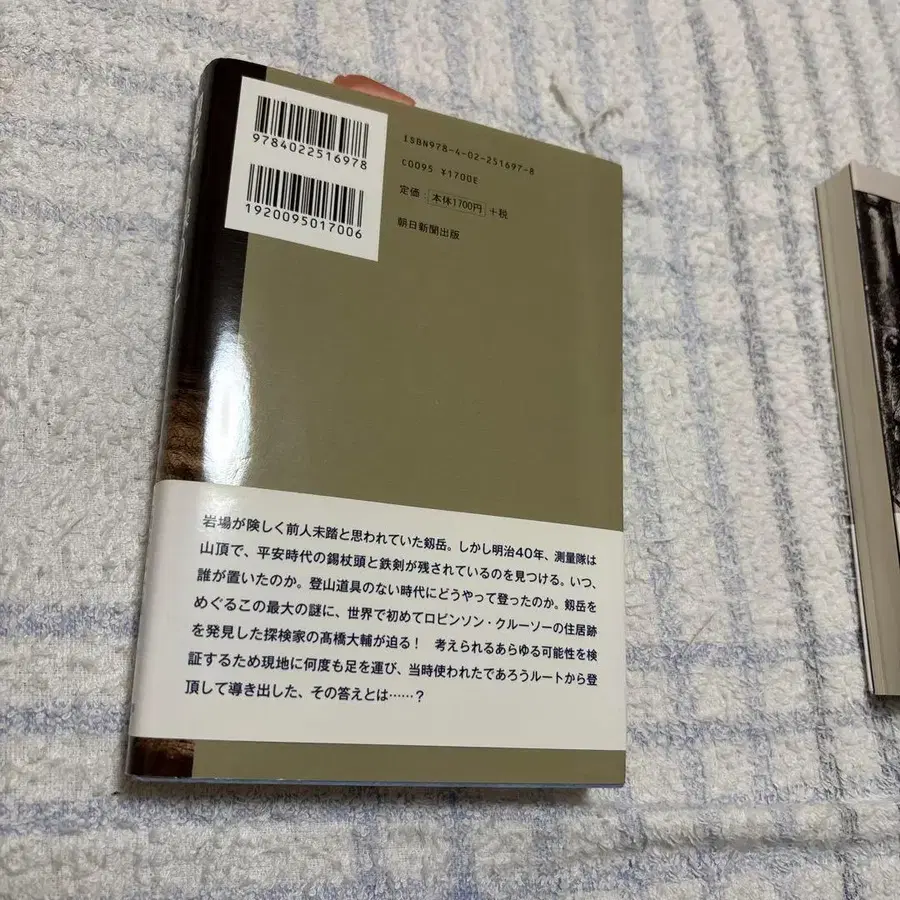 9784022516978
1920095017006
ISBN978-4-02-251697-8
C0095 ¥1700E
定価：本体1700円 +税
朝日新聞出版
岩場が険しく前人未踏と思われていた剱岳。しかし明治40年、測量隊は
山頂で、平安時代の錫杖頭と鉄剣が残されているのを見つける。いつ、
誰が置いたのか。登山道具のない時代にどうやって登ったのか。剱岳を
めぐるこの最大の謎に、世界で初めてロビンソン・クルーソーの住居跡
を発見した探検家の髙橋大輔が迫る！　考えられるあらゆる可能性を検
証するため現地に何度も足を運び、当時使われたであろうルートから登
頂して導き出した、その答えとは……？